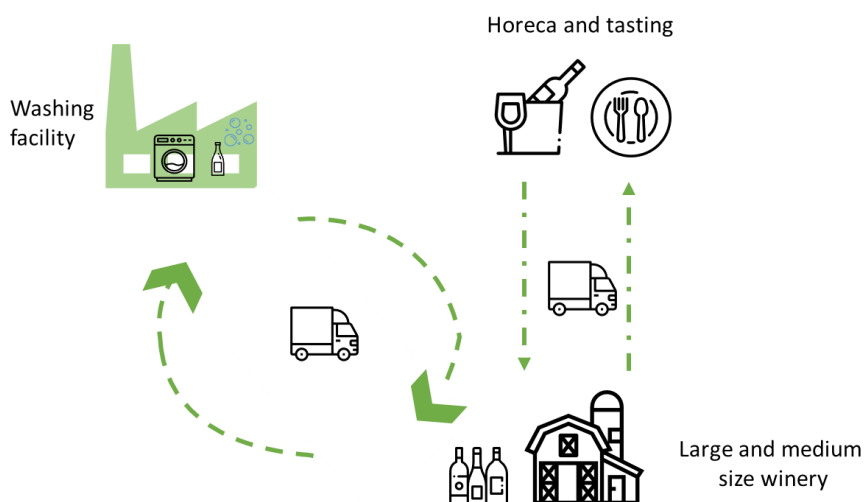 Horeca and tasting
Washing
facility
Large and medium
size winery